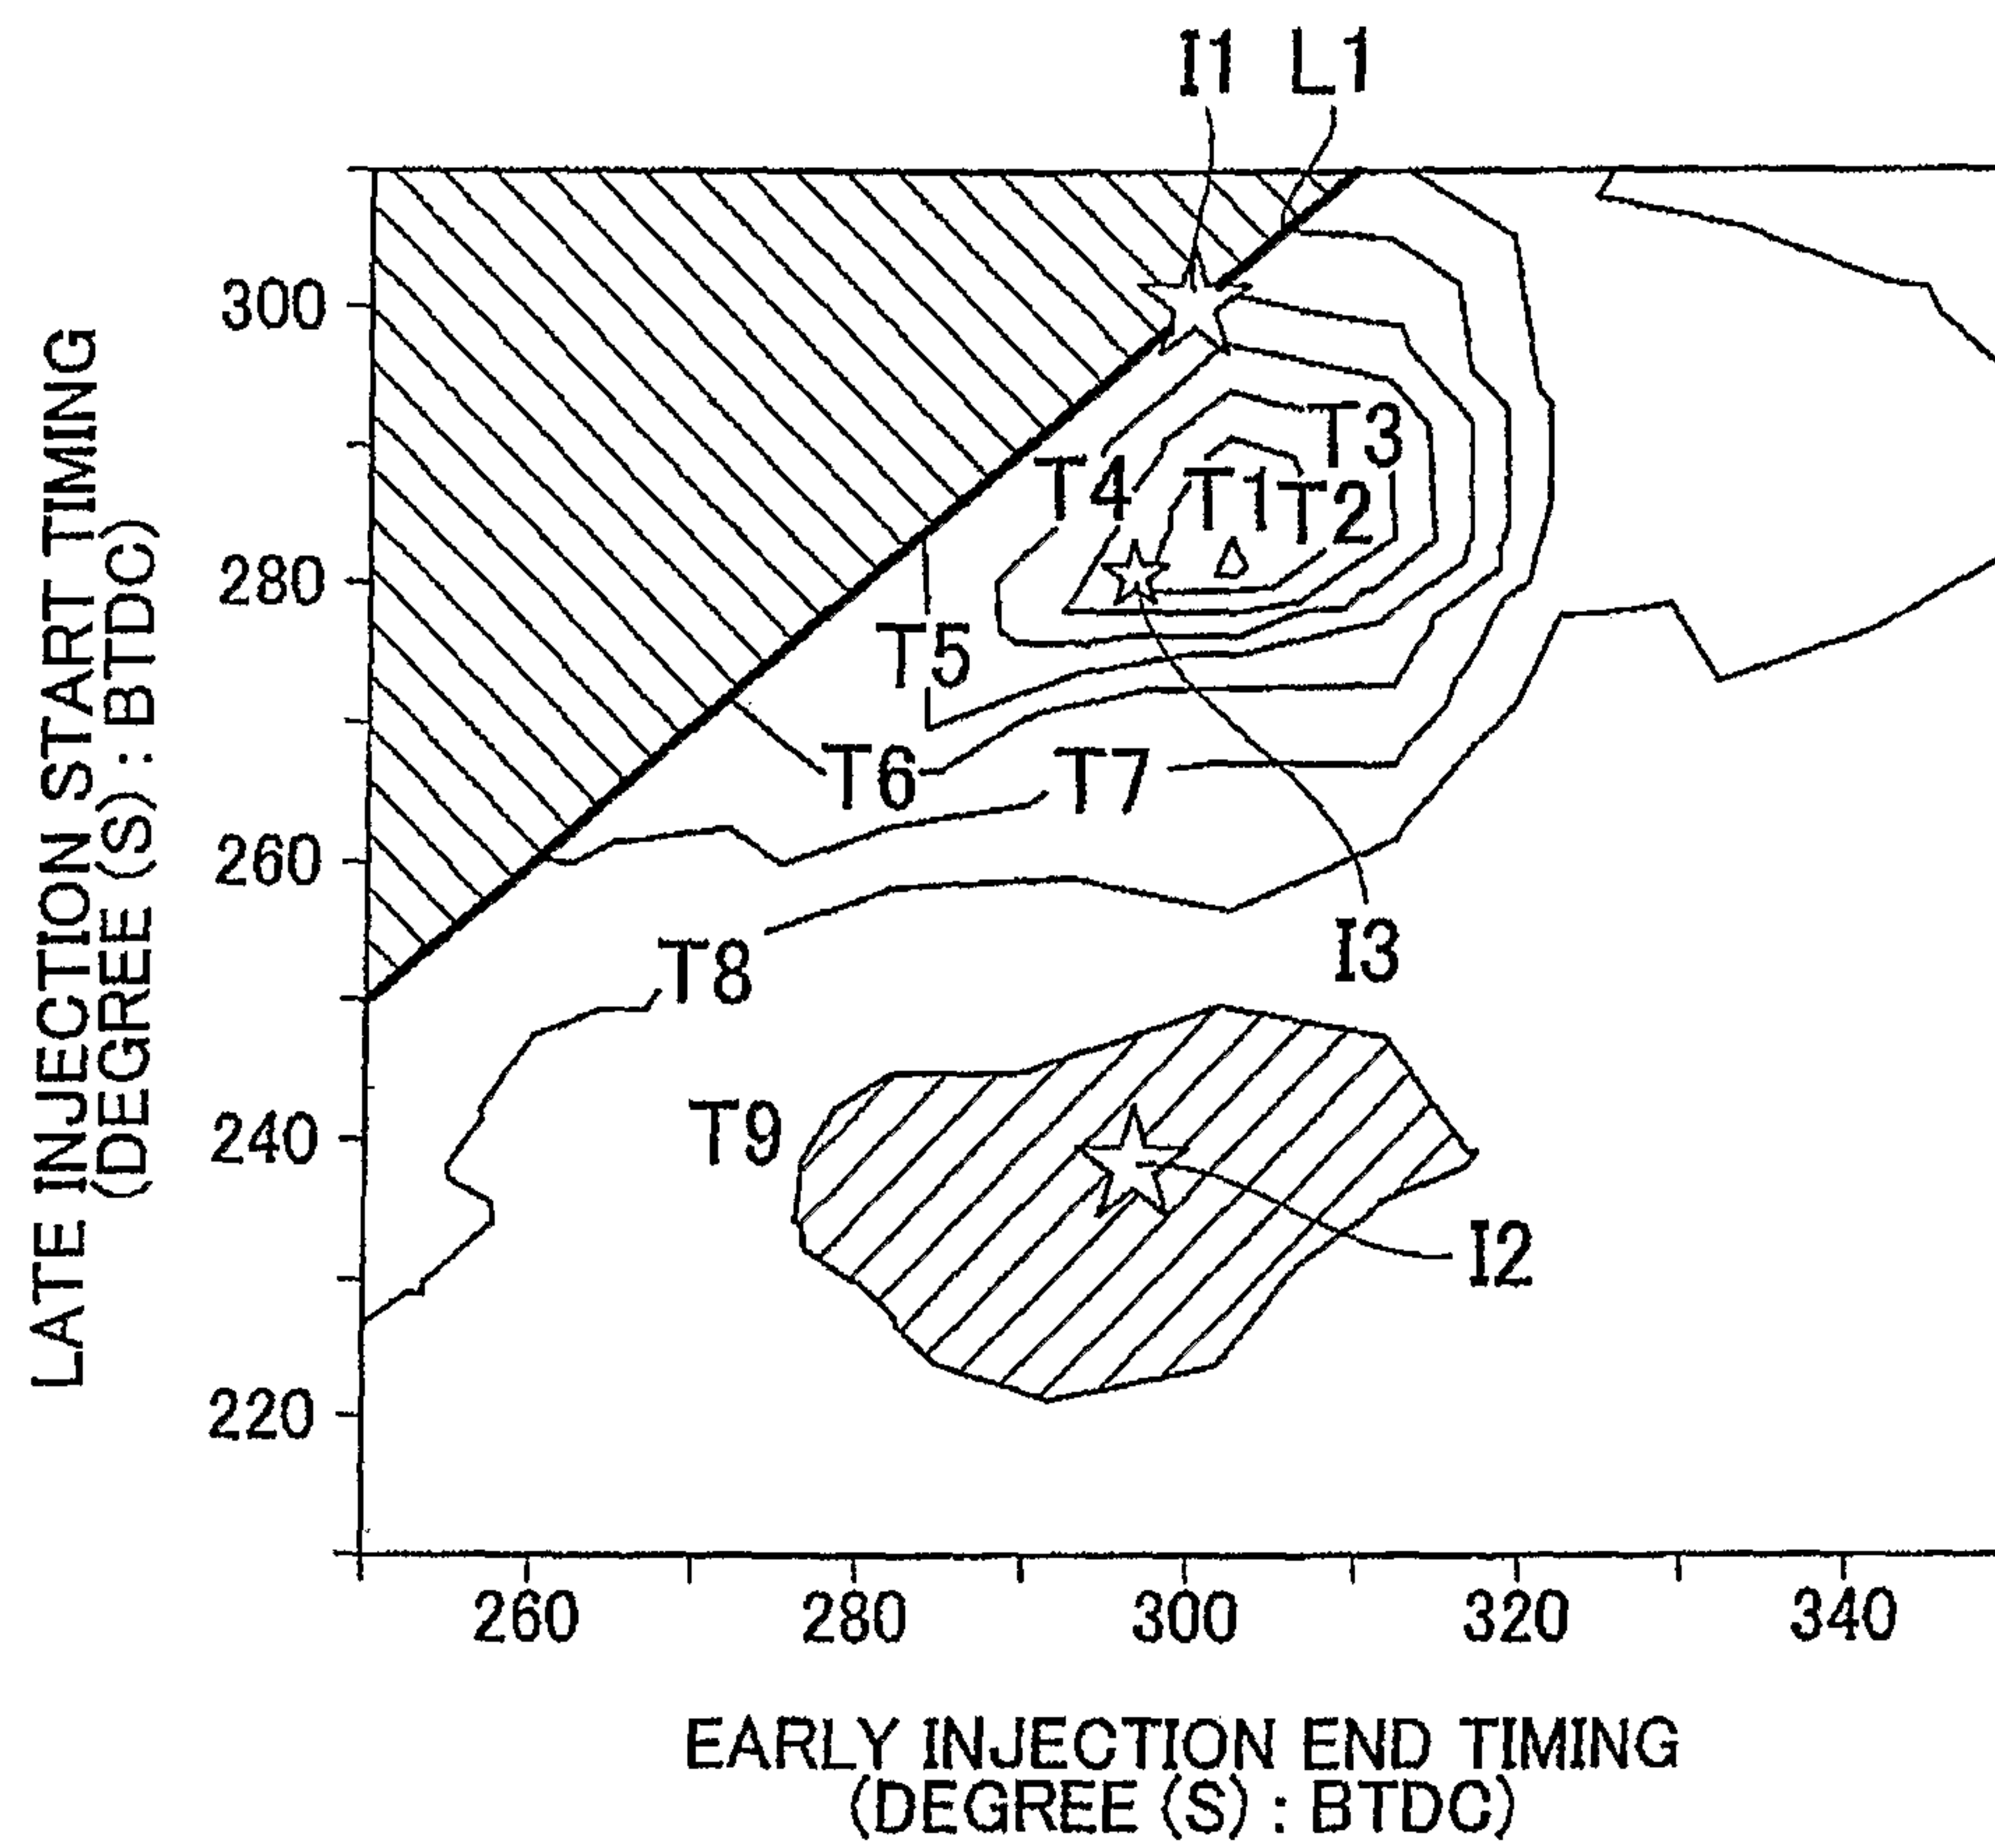 I1 L1
300
T3
T4 T1 T2
280
T5
T6 T7
260
I3
T8
240
T9
I2
220
260 280 300 320 340
LATE INJECTION START TIMING
(DEGREE (S) : BTDC)
EARLY INJECTION END TIMING
(DEGREE (S) : BTDC)